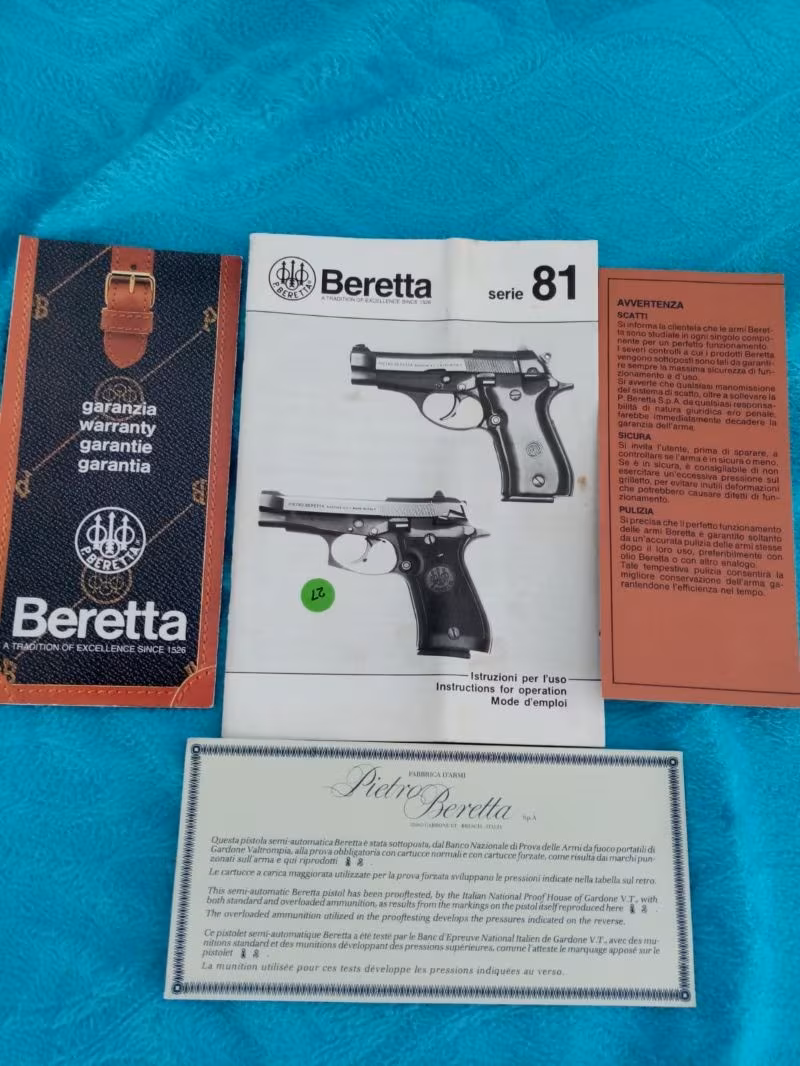 garanzia
warranty
garantie
garantia
P. BERETTA
Beretta
A TRADITION OF EXCELLENCE SINCE 1526
P. BERETTA
Beretta
A TRADITION OF EXCELLENCE SINCE 1526
serie 81
PIETRO BERETTA
PIETRO BERETTA
27
Istruzioni per l'uso
Instructions for operation
Mode d'emploi
AVVERTENZA
SCATTI
Si informa la clientela che le armi Beret-
ta sono studiate in ogni singolo compo-
nente per un perfetto funzionamento.
I severi controlli a cui i prodotti Beretta
vengono sottoposti sono tali da garanti-
re sempre la massima sicurezza di fun-
zionamento e d'uso.
Si avverte che qualsiasi manomissione
del sistema di scatto, oltre a sollevare la
P. Beretta S.p.A. da qualsiasi responsa-
bilità di natura giuridica e/o penale,
farebbe immediatamente decadere la
garanzia dell'arma.
SICURA
Si invita l'utente, prima di sparare, a
controllare se l'arma è in sicura o meno.
Se è in sicura, è consigliabile di non
esercitare un'eccessiva pressione sul
grilletto, per evitare inutili deformazioni
che potrebbero causare difetti di fun-
zionamento.
PULIZIA
Si precisa che il perfetto funzionamento
delle armi Beretta è garantito soltanto
da un'accurata pulizia delle armi stesse
dopo il loro uso, preferibilmente con
olio Beretta o con altro analogo.
Tale tempestiva pulizia consentirà la
migliore conservazione dell'arma ga-
rantendone l'efficienza nel tempo.
FABBRICA D'ARMI
Pietro Beretta S.p.A.
GARDONE V.T. - BRESCIA - ITALIA
Questa pistola semi-automatica Beretta è stata sottoposta, dal Banco Nazionale di Prova delle Armi da fuoco portatili di
Gardone Valtrompia, alla prova obbligatoria con cartucce normali e con cartucce forzate, come risulta dai marchi pun-
zonati sull'arma e qui riprodotti .
Le cartucce a carica maggiorata utilizzate per la prova forzata sviluppano le pressioni indicate nella tabella sul retro.
This semi-automatic Beretta pistol has been prooftested, by the Italian National Proof House of Gardone V.T., with
both standard and overloaded ammunition, as results from the markings on the pistol itself reproduced here .
The overloaded ammunition utilized in the prooftesting develops the pressures indicated on the reverse.
Ce pistolet semi-automatique Beretta a été testé par le Banc d'Epreuve National Italien de Gardone V.T., avec des mu-
nitions standard et des munitions développant des pressions supérieures, comme l'atteste le marquage apposé sur le
pistolet .
La munition utilisée pour ces tests développe les pressions indiquées au verso.